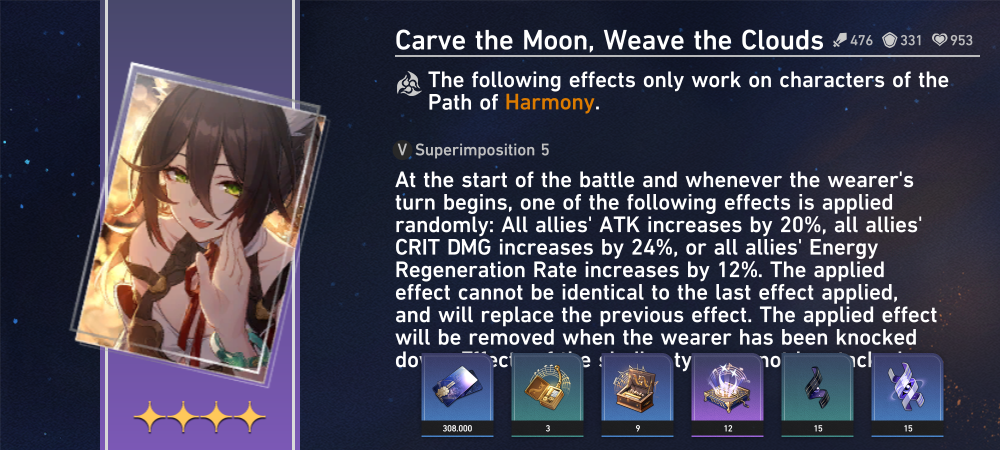 Carve the Moon, Weave the Clouds 476 331 953
The following effects only work on characters of the
Path of Harmony.
V Superimposition 5
At the start of the battle and whenever the wearer's
turn begins, one of the following effects is applied
randomly: All allies' ATK increases by 20%, all allies'
CRIT DMG increases by 24%, or all allies' Energy
Regeneration Rate increases by 12%. The applied
effect cannot be identical to the last effect applied,
and will replace the previous effect. The applied effect
will be removed when the wearer has been knocked
of the
308.000 3 9 12 15 15